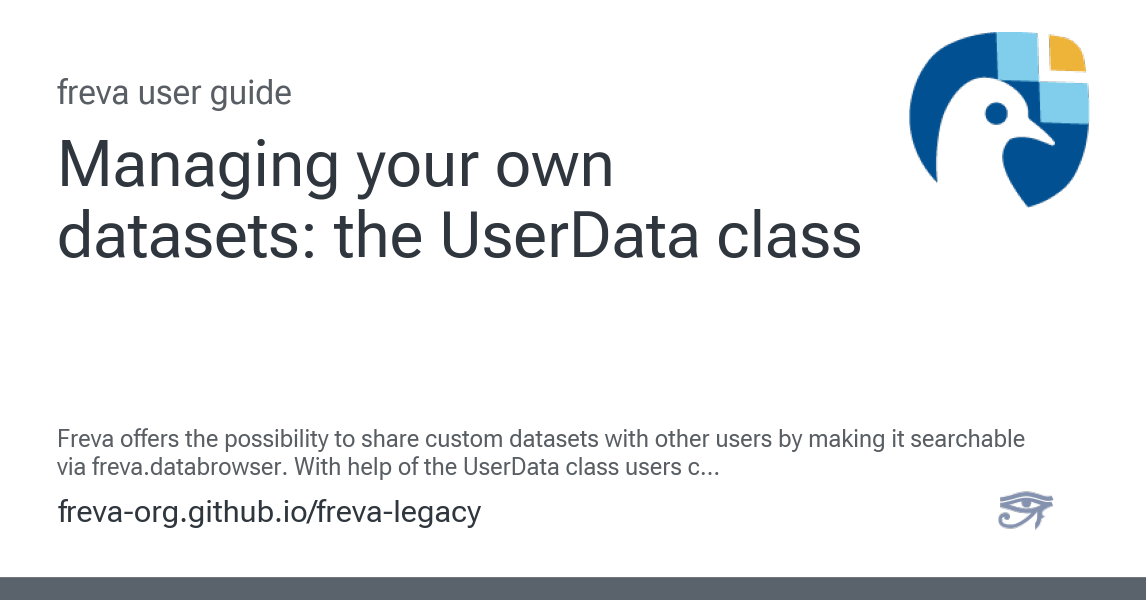 freva user guide
Managing your own
datasets: the UserData class
Freva offers the possibility to share custom datasets with other users by making it searchable
via freva.databrowser. With help of the UserData class users c...
freva-org.github.io/freva-legacy